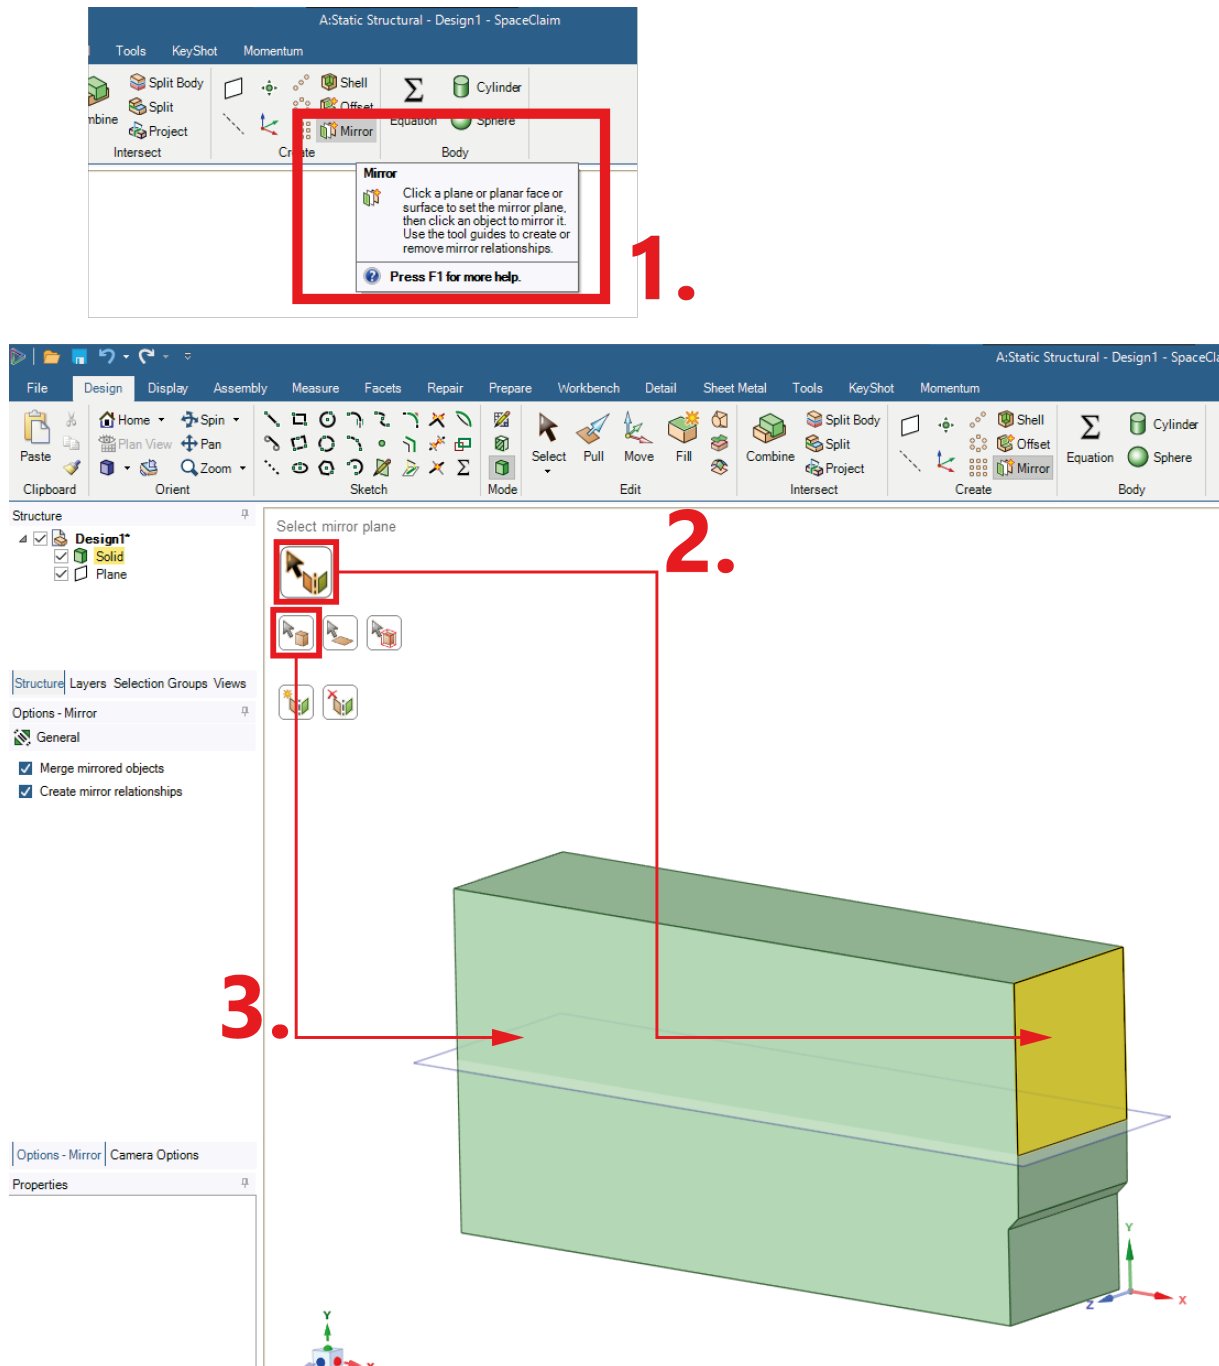 A:Static Structural - Design1 - SpaceClaim
Tools KeyShot Momentum
Split Body Shell Cylinder
Split Offset
mbine Project Mirror Equation Sphere
Intersect Create Body
Mirror
Click a plane or planar face or
surface to set the mirror plane,
then click an object to mirror it.
Use the tool guides to create or
remove mirror relationships.
Press F1 for more help.
1.
A:Static Structural - Design1 - SpaceCla
File Design Display Assembly Measure Facets Repair Prepare Workbench Detail Sheet Metal Tools KeyShot Momentum
Home Spin Split Body Shell Cylinder
Plan View Pan Split Offset
Paste Zoom Select Pull Move Fill Combine Project Mirror Equation Sphere
Clipboard Orient Sketch Mode Edit Intersect Create Body
Structure
Design1*
Solid
Plane
Select mirror plane
2.
Structure Layers Selection Groups Views
Options - Mirror
General
Merge mirrored objects
Create mirror relationships
3.
Options - Mirror Camera Options
Properties
Y
Z X
Y
X